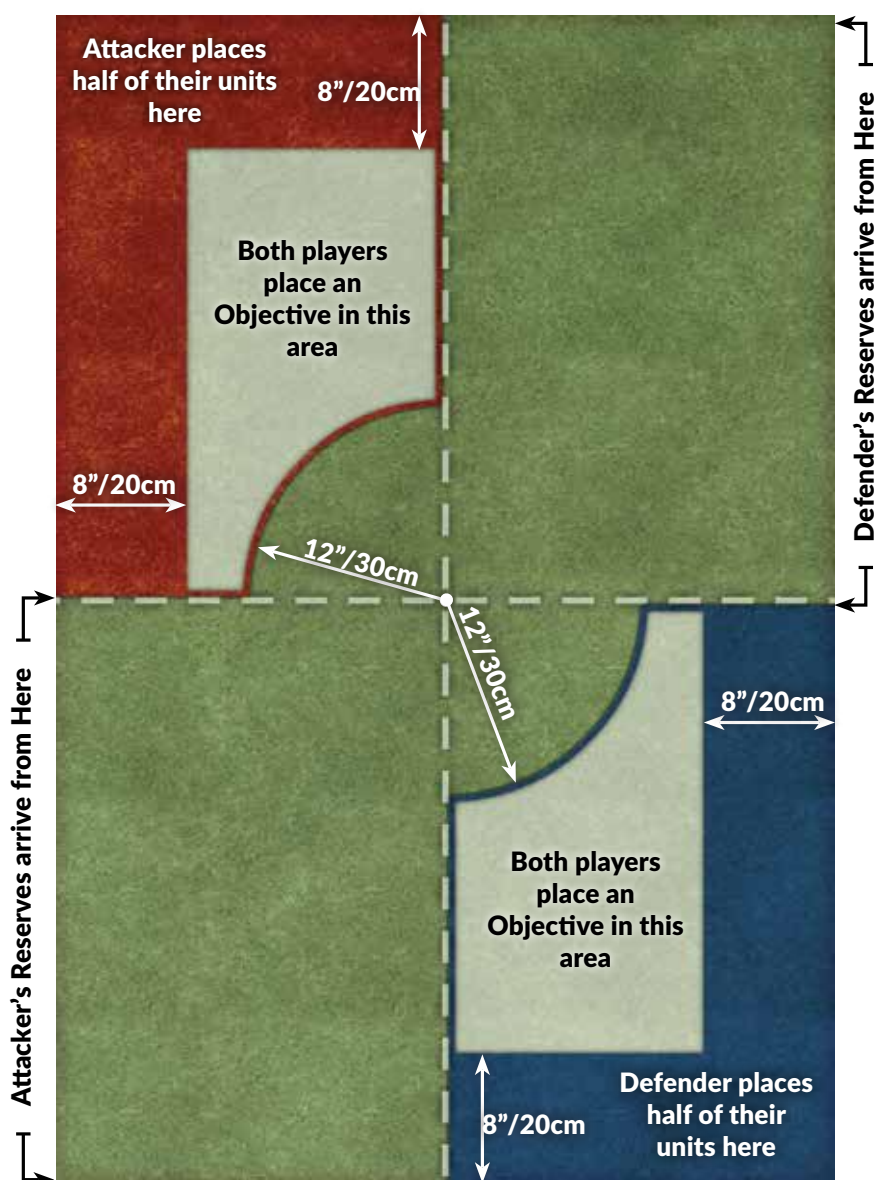 Attacker places
half of their units
here
8”/20cm
Defender’s Reserves arrive from Here
Both players
place an
Objective in this
area
8”/20cm
12”/30cm
12”/30cm
Attacker’s Reserves arrive from Here
8”/20cm
Both players
place an
Objective in this
area
Defender places
half of their
units here
8”/20cm